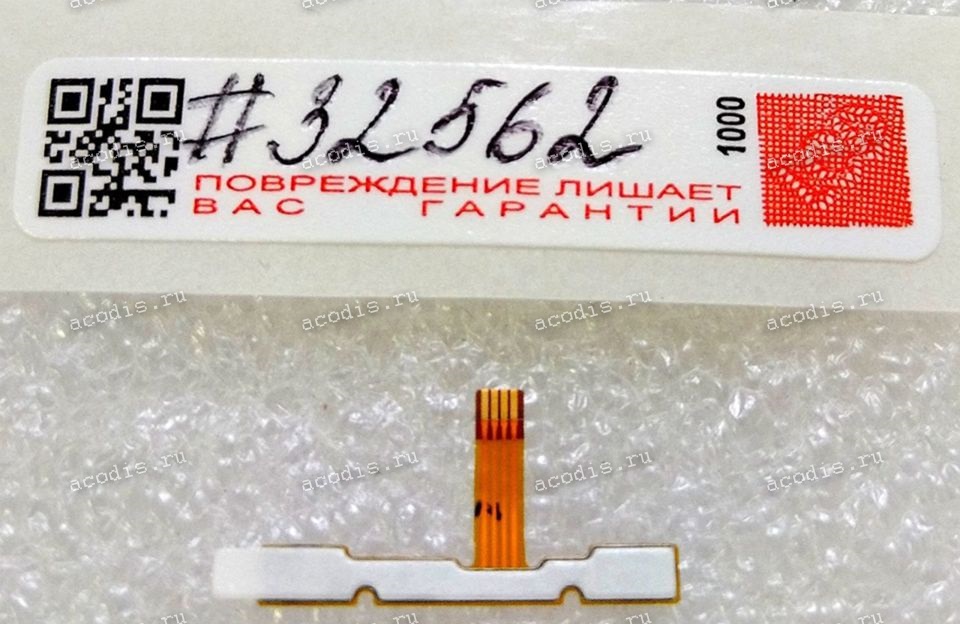 #32562
1000
ПОВРЕЖДЕНИЕ ЛИШАЕТ
ВАС ГАРАНТИИ
acodis.ru